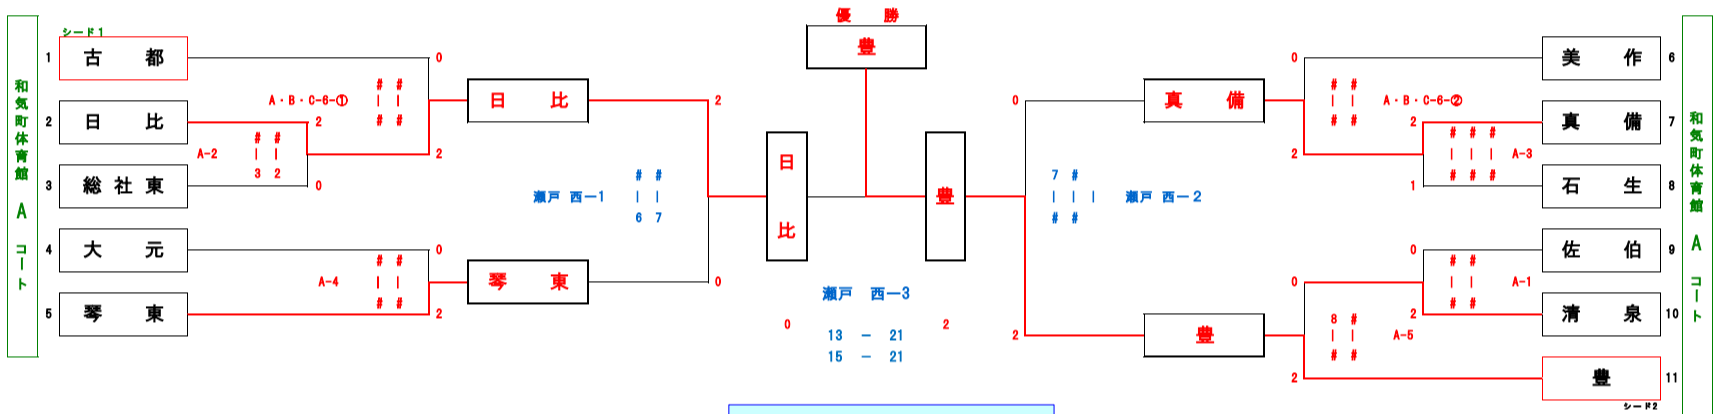 優 勝
豊
シード1
和気町体育館 A コート
1 古 都
2 日 比
3 総 社 東
4 大 元
5 琴 東
0
A・B・C-6-①
# #
| |
# #
2
2
A-2
# #
| |
3 2
0
0
A-4
# #
| |
# #
2
日 比
琴 東
2
瀬戸 西ー1
# #
| |
6 7
0
日 比
豊
瀬戸 西ー3
0
2
13 － 21
15 － 21
0
7 #
| | |
# #
瀬戸 西ー2
2
真 備
豊
0
# #
| |
# #
A・B・C-6-②
2
2
# # #
| | |
# # #
A-3
1
0
# #
| |
# #
A-1
2
0
8 #
| |
# #
A-5
2
美 作 6
真 備 7
石 生 8
佐 伯 9
清 泉 10
豊 11
シード2
和気町体育館 A コート